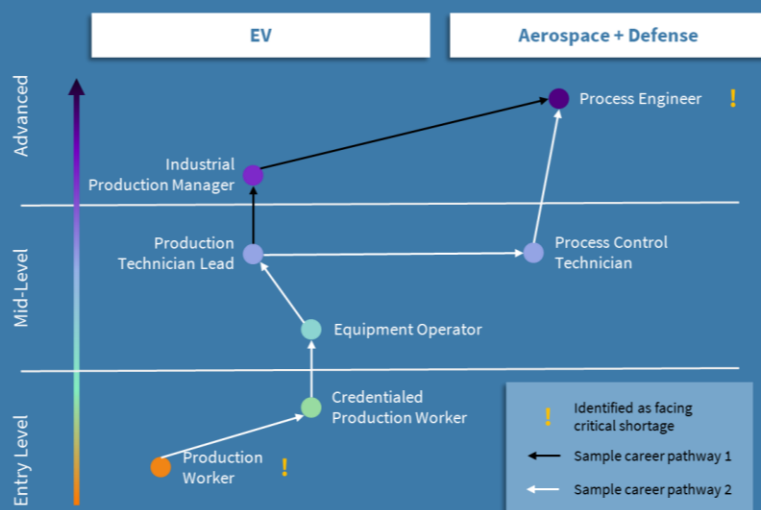 EV
Aerospace + Defense
Advanced
Process Engineer !
Industrial
Production Manager
Mid-Level
Production
Technician Lead
Process Control
Technician
Equipment Operator
Entry Level
Credentialed
Production Worker
Production
Worker !
! Identified as facing
critical shortage
Sample career pathway 1
Sample career pathway 2